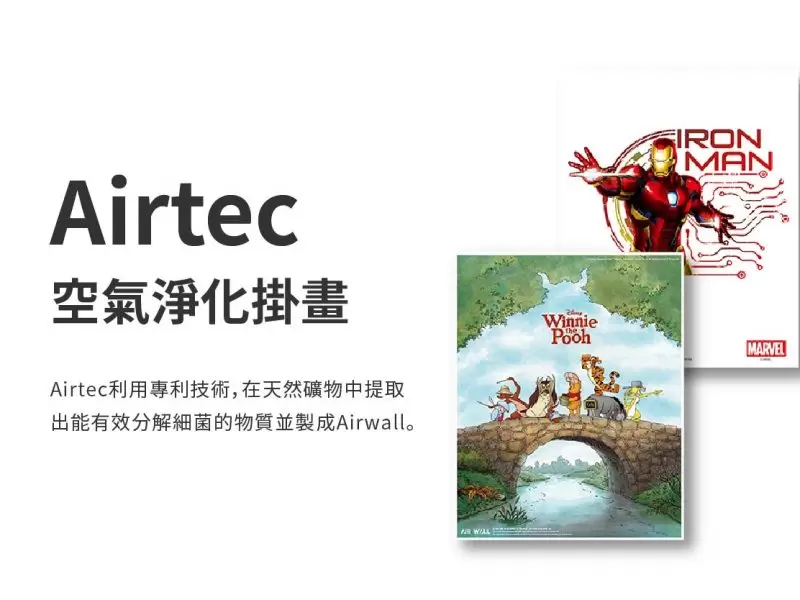 Airtec
空氣淨化掛畫
Airtec利用專利技術，在天然礦物中提取
出能有效分解細菌的物質並製成Airwall。
IRON
MAN
MARVEL
Disney
Winnie
the
Pooh
AIR WALL